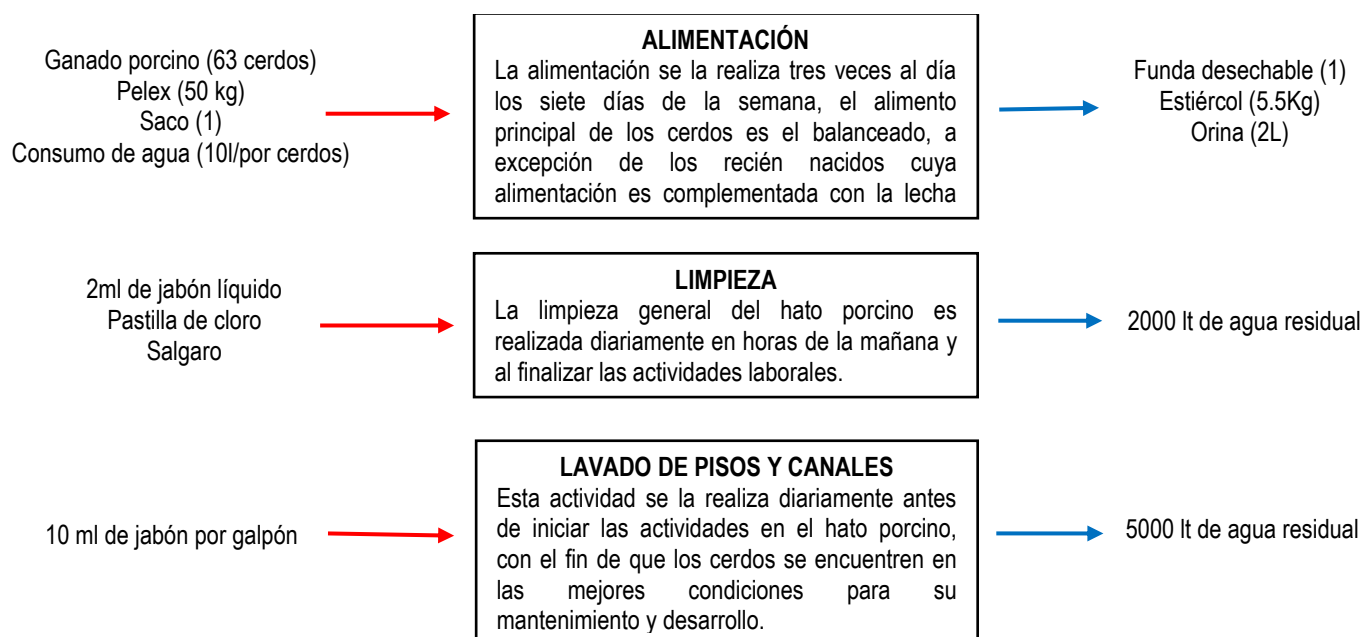 Ganado porcino (63 cerdos)
Pelex (50 kg)
Saco (1)
Consumo de agua (10l/por cerdos)
ALIMENTACIÓN
La alimentación se la realiza tres veces al día
los siete días de la semana, el alimento
principal de los cerdos es el balanceado, a
excepción de los recién nacidos cuya
alimentación es complementada con la lecha
Funda desechable (1)
Estiércol (5.5Kg)
Orina (2L)
2ml de jabón líquido
Pastilla de cloro
Salgaro
LIMPIEZA
La limpieza general del hato porcino es
realizada diariamente en horas de la mañana y
al finalizar las actividades laborales.
2000 lt de agua residual
10 ml de jabón por galpón
LAVADO DE PISOS Y CANALES
Esta actividad se la realiza diariamente antes
de iniciar las actividades en el hato porcino,
con el fin de que los cerdos se encuentren en
las mejores condiciones para su
mantenimiento y desarrollo.
5000 lt de agua residual